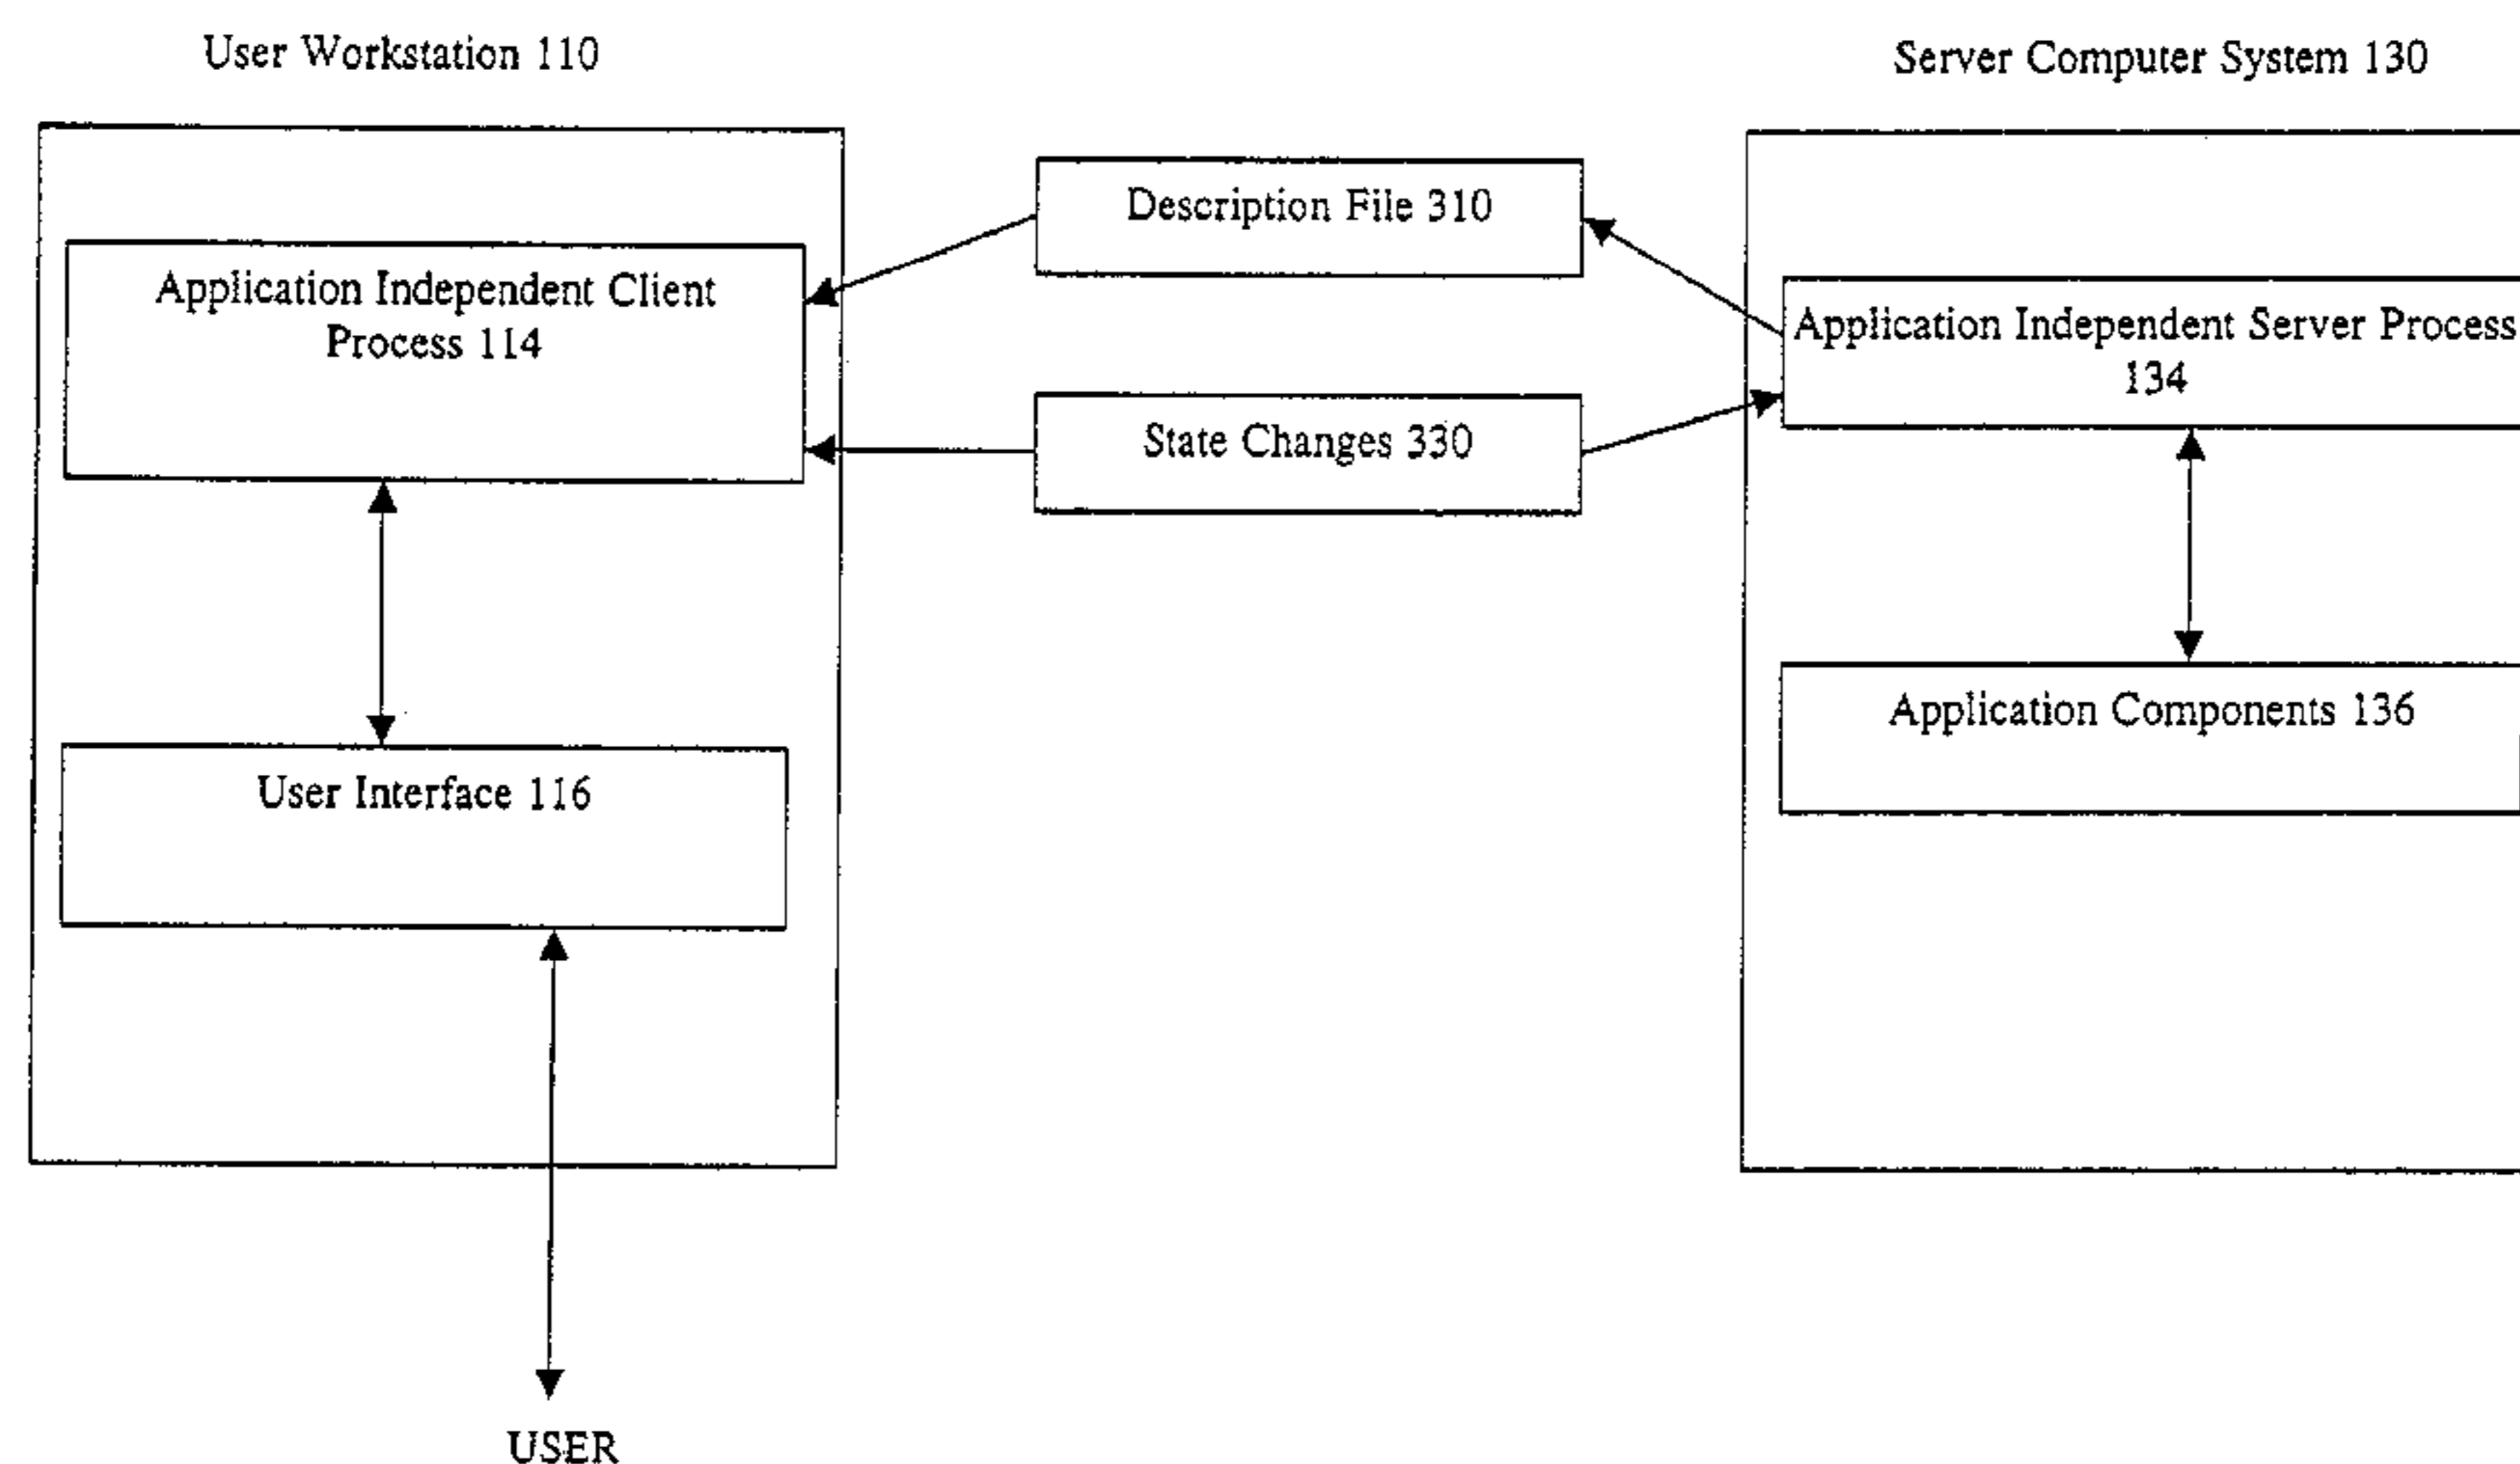 User Workstation 110
Server Computer System 130
Description File 310
Application Independent Client
Process 114
Application Independent Server Process
134
State Changes 330
Application Components 136
User Interface 116
USER